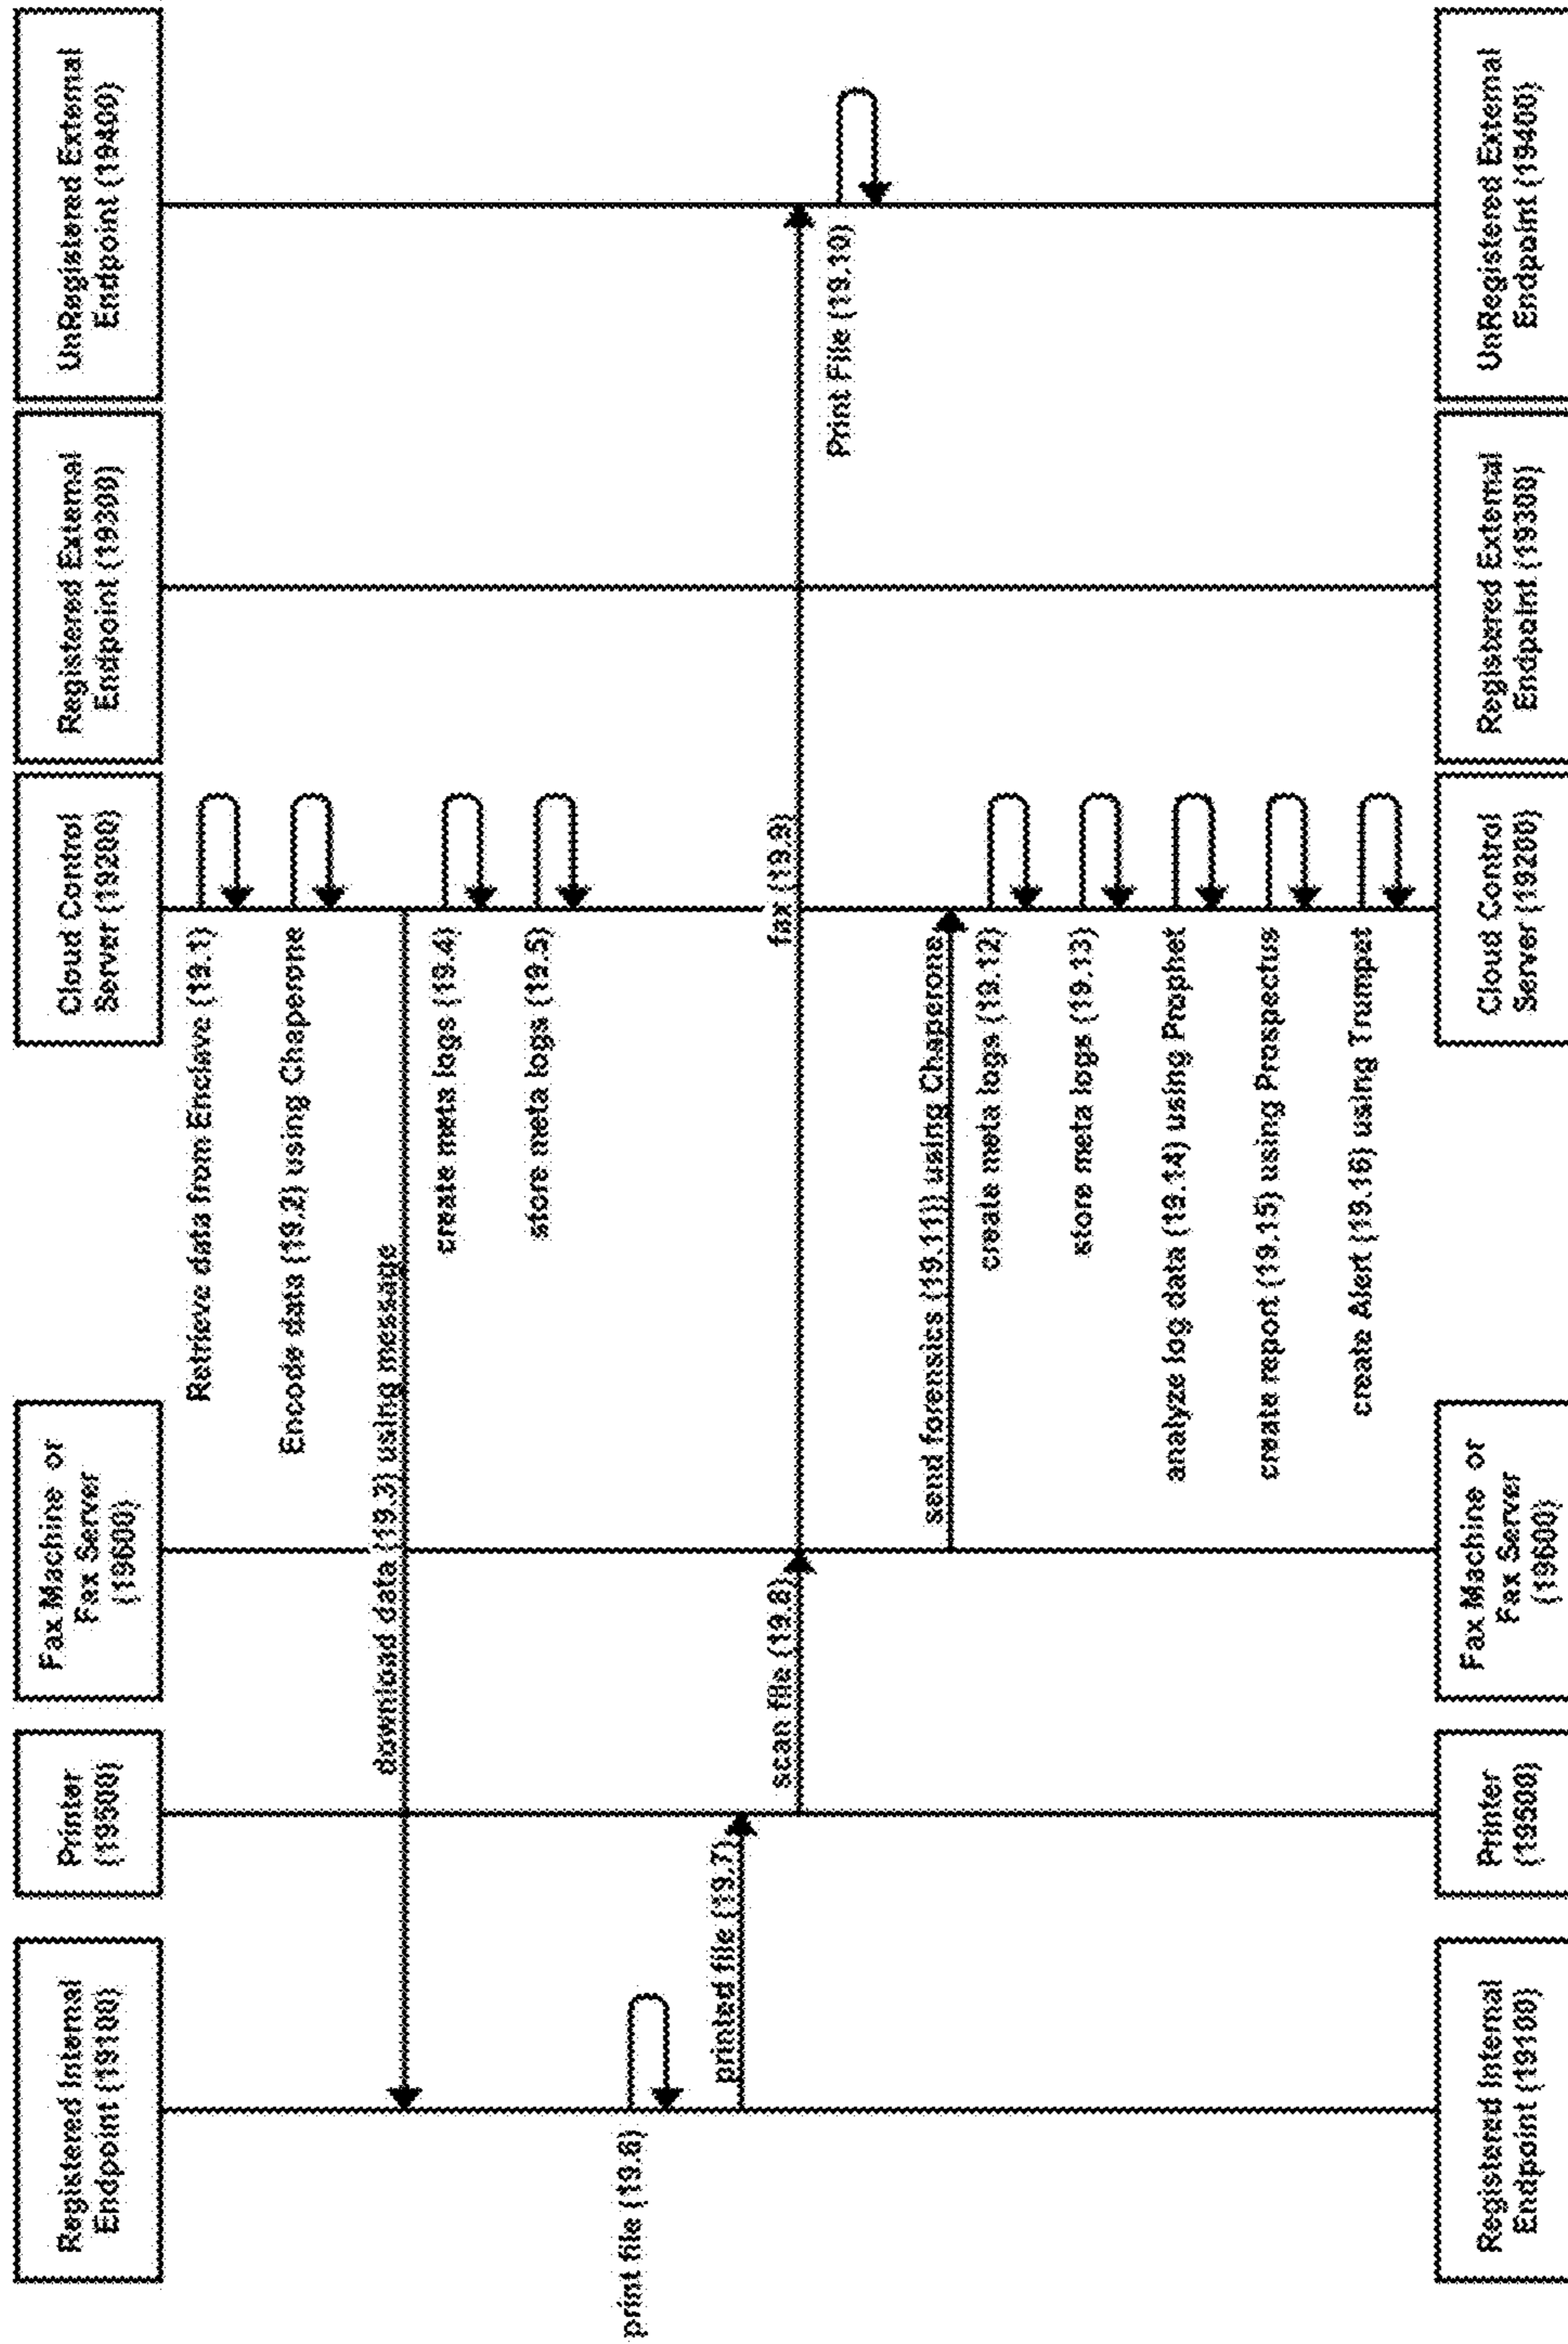 Registered Internal
Endpoint (19100)
Printer
(19500)
Fax Machine or
Fax Server
(19600)
Cloud Control
Server (19200)
Registered External
Endpoint (19300)
UnRegistered External
Endpoint (19400)
Retrieve data from Enclave (19.1)
Encode data (19.2) using Chaperone
download data (19.3) using message
create meta logs (19.4)
store meta logs (19.5)
print file (19.6)
printed file (19.7)
scan file (19.8)
fax (19.9)
Print File (19.10)
send forensics (19.11)) using Chaperone
create meta logs (19.12)
store meta logs (19.13)
analyze log data (19.14) using Prophet
create report (19.15) using Prospectus
create Alert (19.16) using Trumpet
Registered Internal
Endpoint (19100)
Printer
(19500)
Fax Machine or
Fax Server
(19600)
Cloud Control
Server (19200)
Registered External
Endpoint (19300)
UnRegistered External
Endpoint (19400)